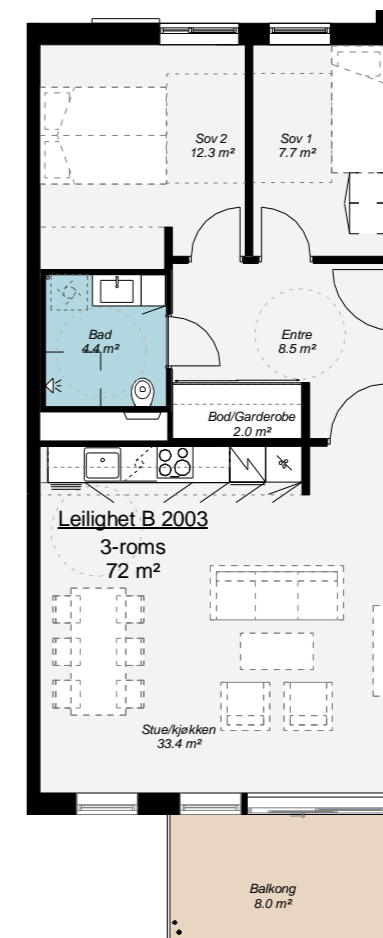 Sov 2
12.3 m²
Sov 1
7.7 m²
Bad
4.4 m²
Entre
8.5 m²
Bod/Garderobe
2.0 m²
Leilighet B 2003
3-roms
72 m²
Stue/kjøkken
33.4 m²
Balkong
8.0 m²